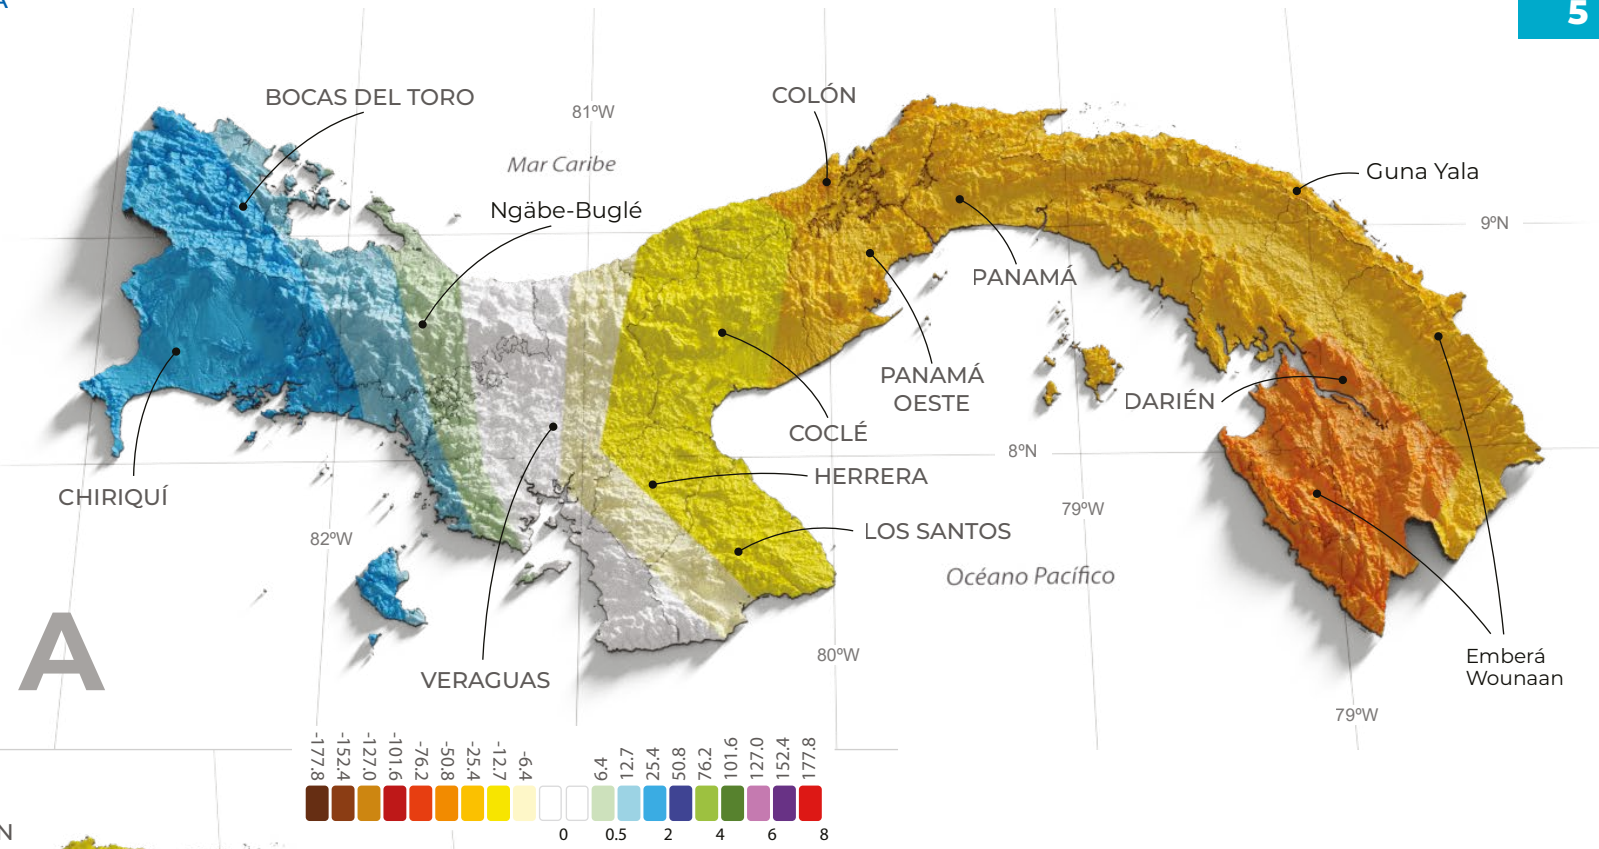 A
5
BOCAS DEL TORO
COLÓN
81ºW
Mar Caribe
Guna Yala
Ngäbe-Buglé
9ºN
PANAMÁ
PANAMÁ
OESTE
DARIÉN
COCLÉ
8ºN
HERRERA
CHIRIQUÍ
79ºW
LOS SANTOS
82ºW
Océano Pacífico
A
VERAGUAS
80ºW
Emberá
Wounaan
79ºW
-177.8 -152.4 -127.0 -101.6 -76.2 -50.8 -25.4 -12.7 -6.4 6.4 12.7 25.4 50.8 76.2 101.6 127.0 152.4 177.8
0 0.5 2 4 6 8
N